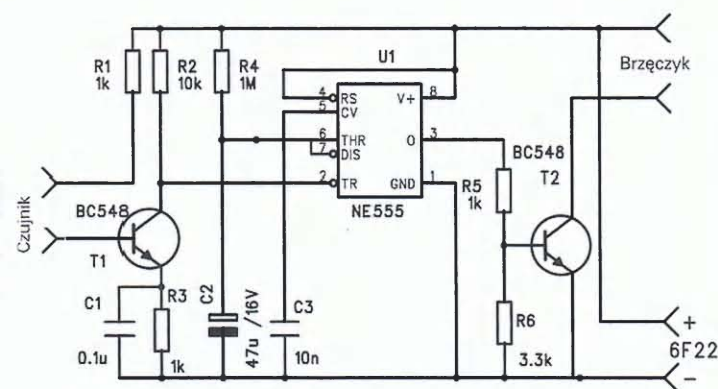 R1
1k
R2
10k
R4
1M
U1
4
RS
5
CV
6
THR
7
DIS
2
TR
V+
8
O
3
GND
1
NE555
Brzęczyk
BC548
T2
R5
1k
Czujnik
BC548
T1
C1
0.1u
R3
1k
C2
47u /16V
C3
10n
R6
3.3k
+
6F22
-